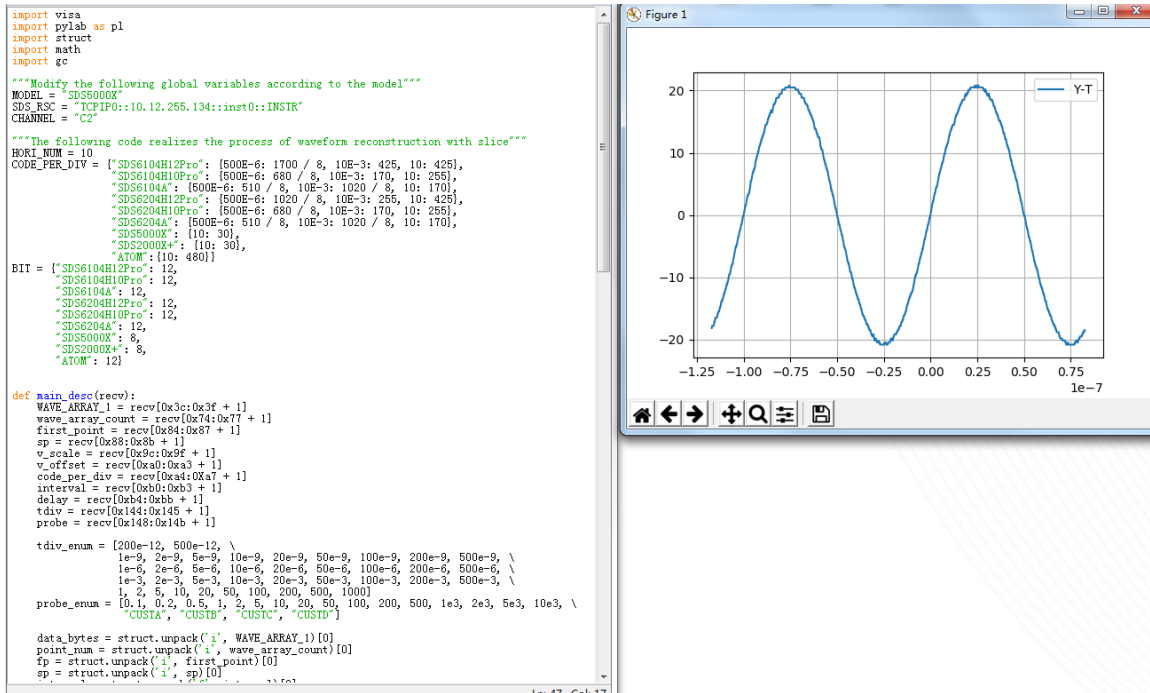 import visa
import pylab as pl
import struct
import math
import gc
"""Modify the following global variables according to the model"""
MODEL = "SDS5000X"
SDS_RSC = "TCPIP0::10.12.255.134::inst0::INSTR"
CHANNEL = "C2"
"""The following code realizes the process of waveform reconstruction with slice"""
HORI_NUM = 10
CODE_PER_DIV = {"SDS6104H12Pro": {500E-6: 1700 / 8, 10E-3: 425, 10: 425},
"SDS6104H10Pro": {500E-6: 680 / 8, 10E-3: 170, 10: 255},
"SDS6104A": {500E-6: 510 / 8, 10E-3: 1020 / 8, 10: 170},
"SDS6204H12Pro": {500E-6: 1020 / 8, 10E-3: 255, 10: 425},
"SDS6204H10Pro": {500E-6: 680 / 8, 10E-3: 170, 10: 255},
"SDS6204A": {500E-6: 510 / 8, 10E-3: 1020 / 8, 10: 170},
"SDS5000X": {10: 30},
"SDS2000X+": {10: 30},
"ATOM":{10: 480}}
BIT = {"SDS6104H12Pro": 12,
"SDS6104H10Pro": 12,
"SDS6104A": 12,
"SDS6204H12Pro": 12,
"SDS6204H10Pro": 12,
"SDS6204A": 12,
"SDS5000X": 8,
"SDS2000X+": 8,
"ATOM": 12}
def main_desc(recv):
WAVE_ARRAY_1 = recv[0x3c:0x3f + 1]
wave_array_count = recv[0x74:0x77 + 1]
first_point = recv[0x84:0x87 + 1]
sp = recv[0x88:0x8b + 1]
v_scale = recv[0x9c:0x9f + 1]
v_offset = recv[0xa0:0xa3 + 1]
code_per_div = recv[0xa4:0Xa7 + 1]
interval = recv[0xb0:0xb3 + 1]
delay = recv[0xb4:0xbb + 1]
tdiv = recv[0x144:0x145 + 1]
probe = recv[0x148:0x14b + 1]
tdiv_enum = [200e-12, 500e-12, \
1e-9, 2e-9, 5e-9, 10e-9, 20e-9, 50e-9, 100e-9, 200e-9, 500e-9, \
1e-6, 2e-6, 5e-6, 10e-6, 20e-6, 50e-6, 100e-6, 200e-6, 500e-6, \
1e-3, 2e-3, 5e-3, 10e-3, 20e-3, 50e-3, 100e-3, 200e-3, 500e-3, \
1, 2, 5, 10, 20, 50, 100, 200, 500, 1000]
probe_enum = [0.1, 0.2, 0.5, 1, 2, 5, 10, 20, 50, 100, 200, 500, 1e3, 2e3, 5e3, 10e3, \
"CUSTA", "CUSTB", "CUSTC", "CUSTD"]
data_bytes = struct.unpack('i', WAVE_ARRAY_1)[0]
point_num = struct.unpack('i', wave_array_count)[0]
fp = struct.unpack('i', first_point)[0]
sp = struct.unpack('i', sp)[0]
Figure 1
Y-T
20
10
0
−10
−20
−1.25 −1.00 −0.75 −0.50 −0.25 0.00 0.25 0.50 0.75
1e-7